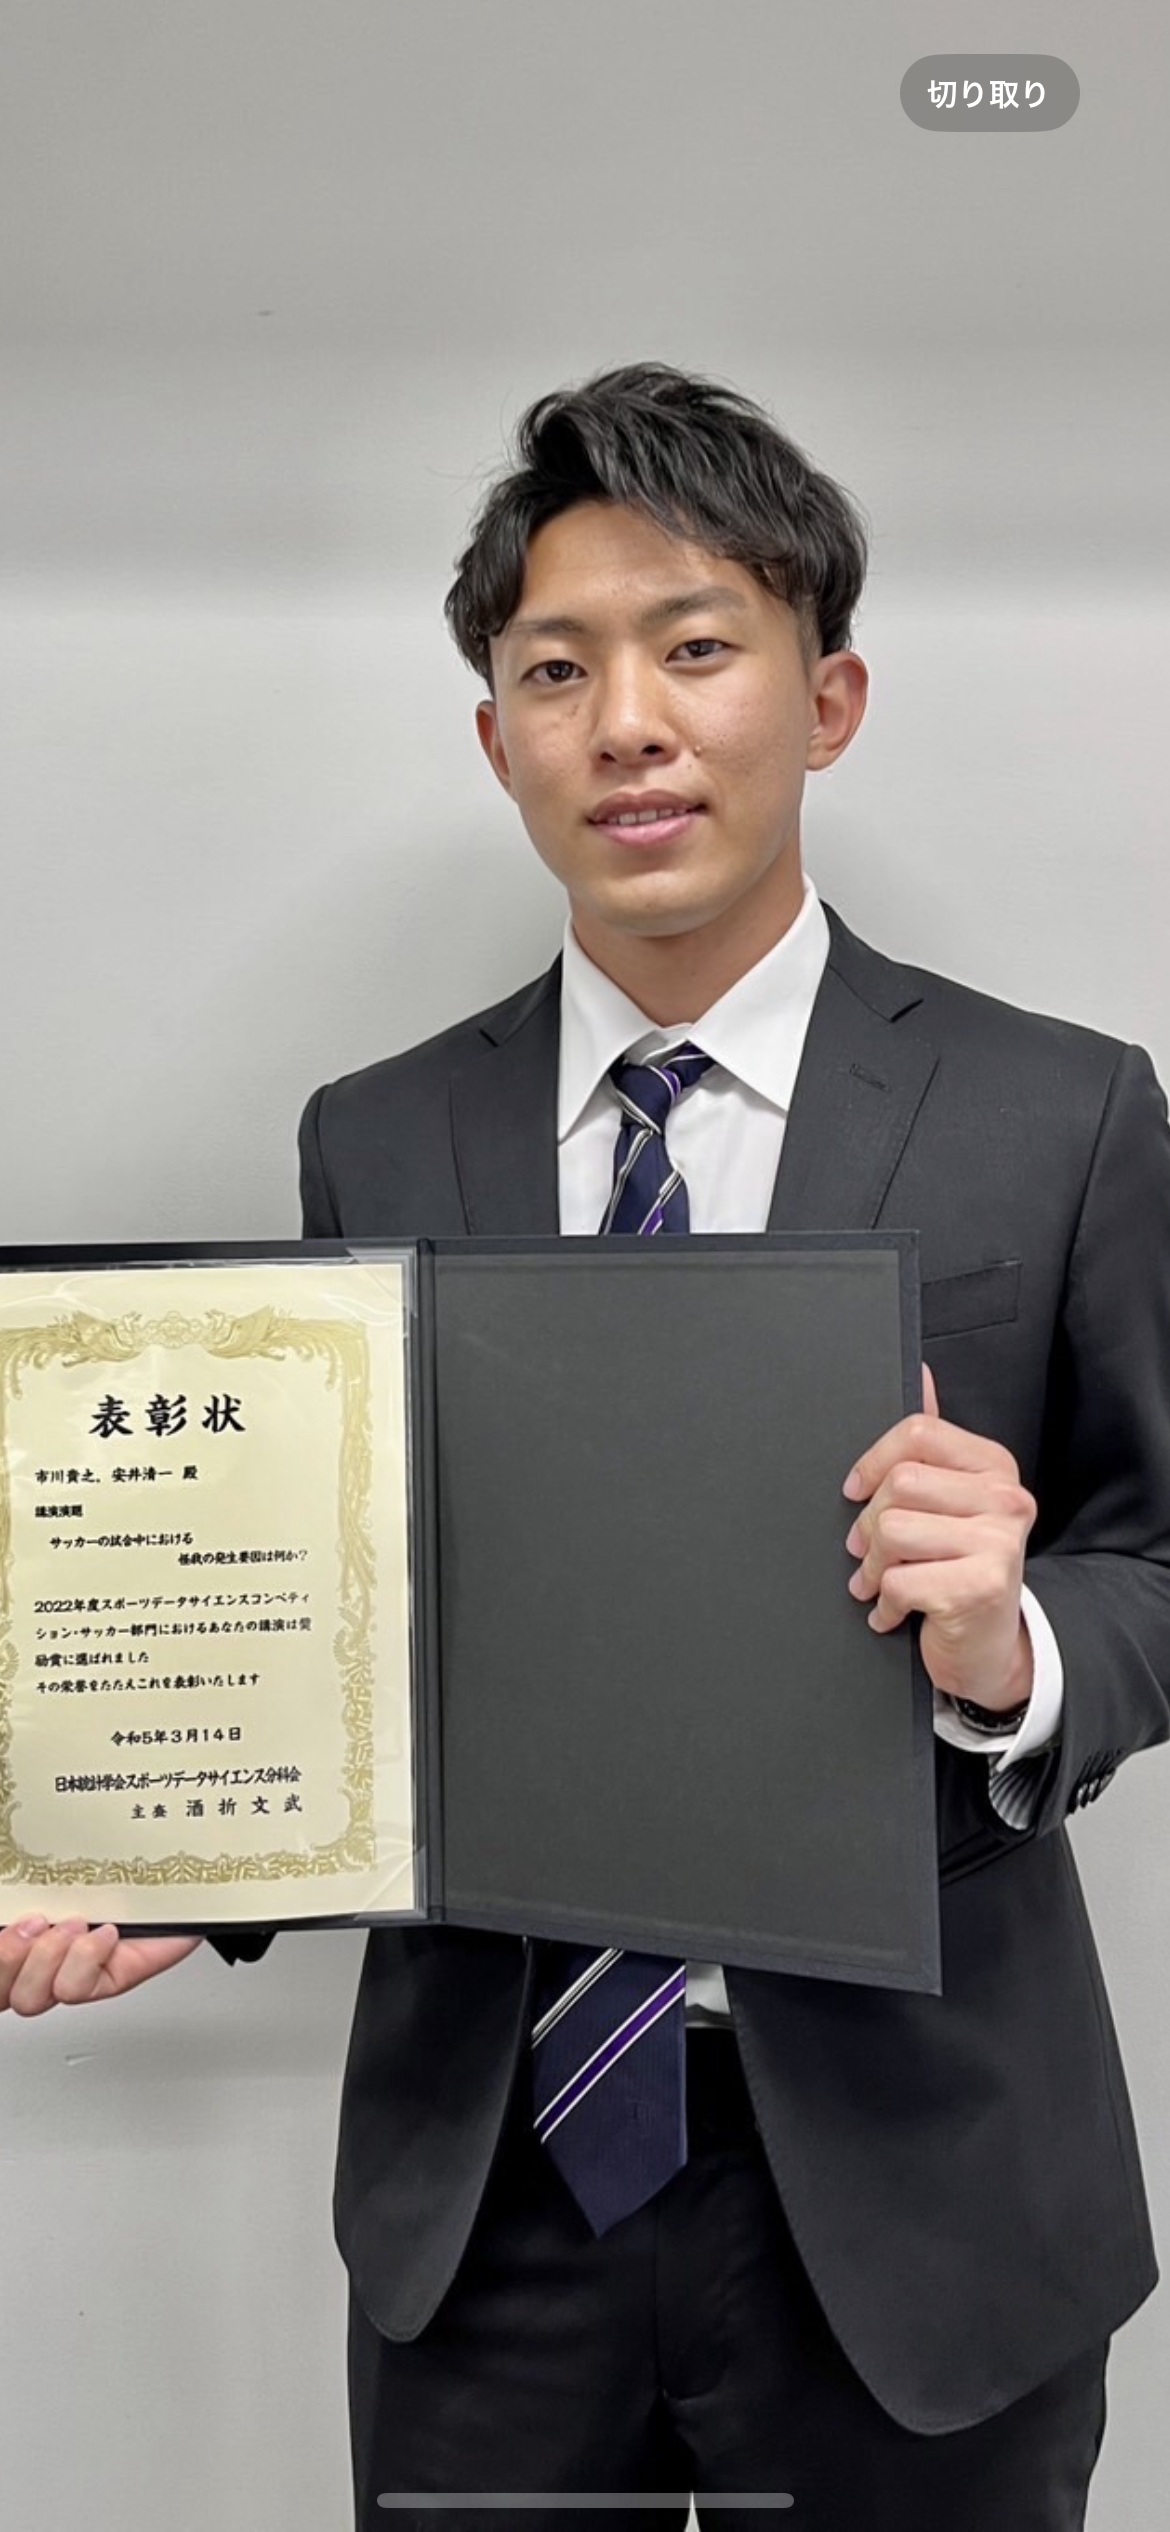 切り取り
表彰状
市川貴之，安井清一 殿
講演演題
サッカーの試合中における
怪我の発生要因は何か？
2022年度スポーツデータサイエンスコンペティ
ション・サッカー部門におけるあなたの講演は奨
励賞に選ばれました
その栄誉をたたえこれを表彰いたします
令和5年3月14日
日本統計学会スポーツデータサイエンス分科会
主査 酒折文武